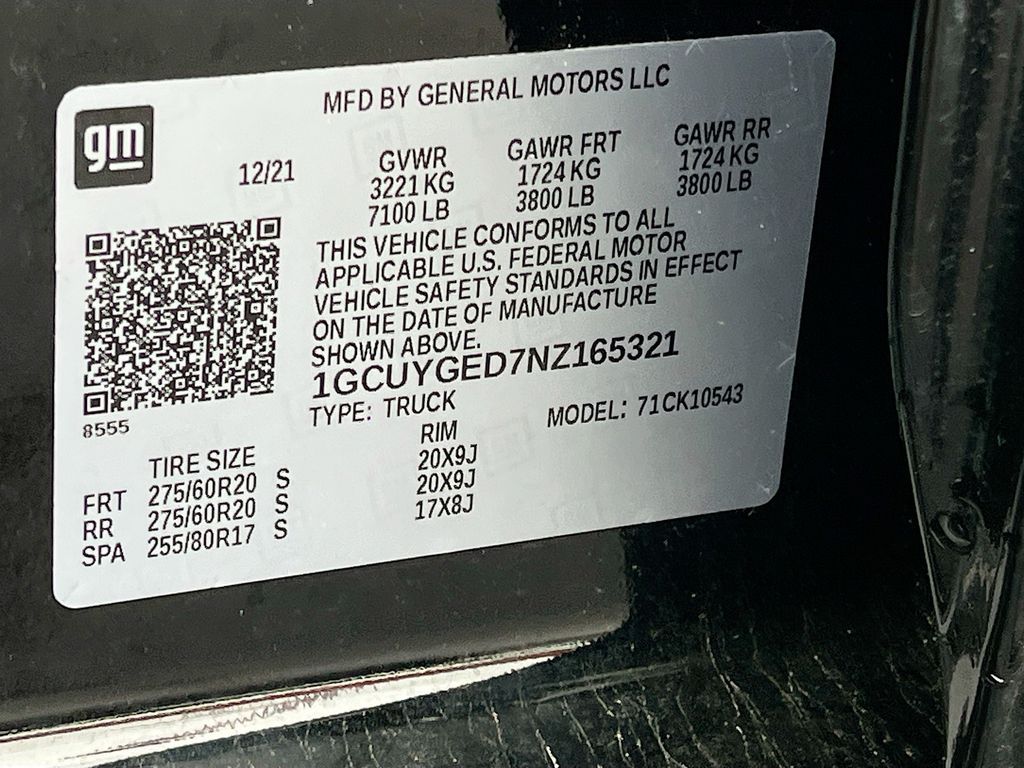 MFD BY GENERAL MOTORS LLC
gm
12/21
GVWR
3221 KG
7100 LB
GAWR FRT
1724 KG
3800 LB
GAWR RR
1724 KG
3800 LB
THIS VEHICLE CONFORMS TO ALL
APPLICABLE U.S. FEDERAL MOTOR
VEHICLE SAFETY STANDARDS IN EFFECT
ON THE DATE OF MANUFACTURE
SHOWN ABOVE.
1GCUYGED7NZ165321
8555
TYPE: TRUCK
MODEL: 71CK10543
TIRE SIZE RIM
FRT 275/60R20 S 20X9J
RR 275/60R20 S 20X9J
SPA 255/80R17 S 17X8J